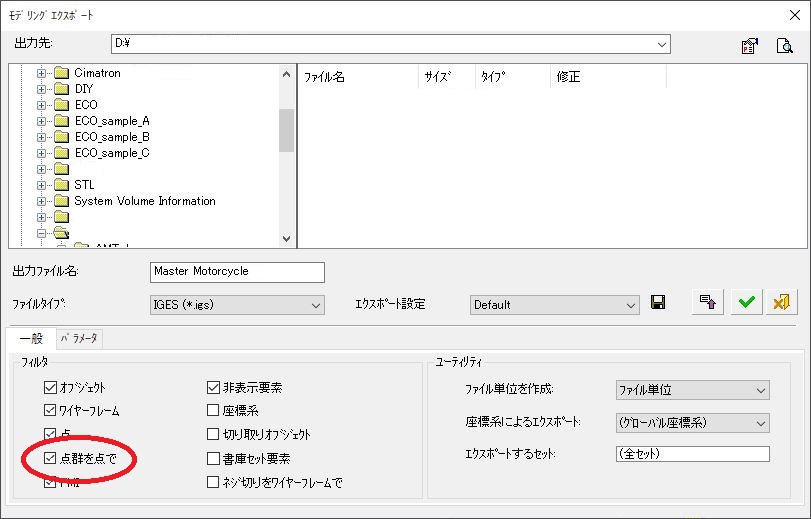 モデリングエクスポート
出力先: D:¥
Cimatron
DIY
ECO
ECO_sample_A
ECO_sample_B
ECO_sample_C
STL
System Volume Information
ファイル名 サイズ タイプ 修正
出力ファイル名: Master Motorcycle
ファイルタイプ: IGES (*.igs) エクスポート設定 Default
一般 パラメータ
フィルタ
オブジェクト 非表示要素
ワイヤーフレーム 座標系
点 切り取りオブジェクト
点群を点で 書庫セット要素
PMI ネジ切りをワイヤーフレームで
ユーティリティ
ファイル単位を作成: ファイル単位
座標系によるエクスポート: (グローバル座標系)
エクスポートするセット: (全セット)